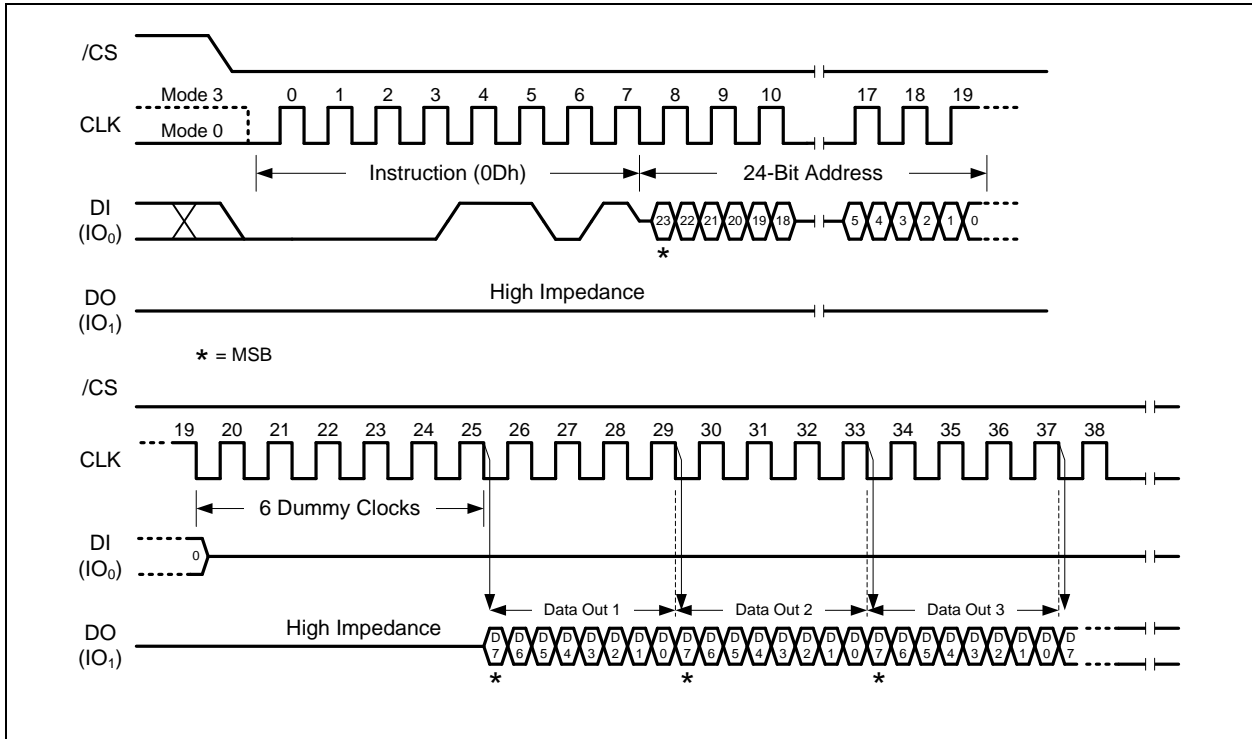 /CS
Mode 3
0 1 2 3 4 5 6 7 8 9 10 17 18 19
CLK
Mode 0
Instruction (0Dh)
24-Bit Address
DI
(IO₀)
23 22 21 20 19 18 5 4 3 2 1 0
*
High Impedance
DO
(IO₁)
* = MSB
/CS
19 20 21 22 23 24 25 26 27 28 29 30 31 32 33 34 35 36 37 38
CLK
6 Dummy Clocks
DI
(IO₀)
0
Data Out 1
Data Out 2
Data Out 3
High Impedance
DO
(IO₁)
D7 D6 D5 D4 D3 D2 D1 D0 D7 D6 D5 D4 D3 D2 D1 D0 D7 D6 D5 D4 D3 D2 D1 D0 D7
* * *